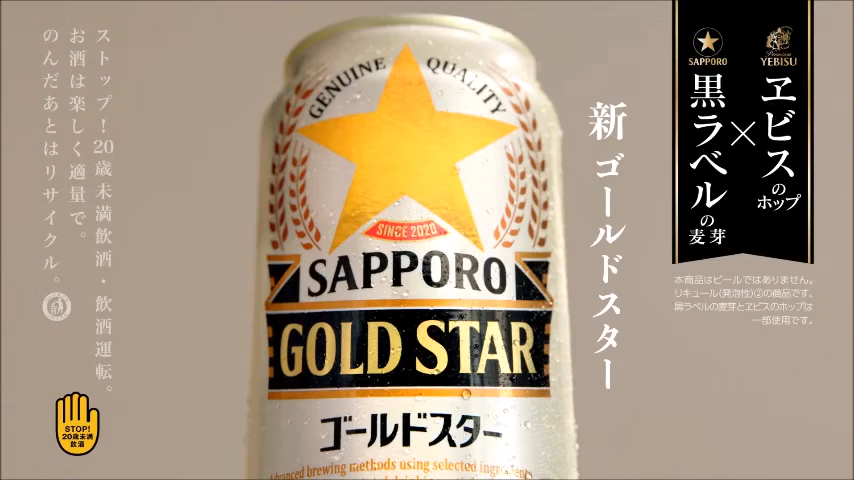 SAPPORO
黒ラベルの麦芽
×
YEBISU
ヱビスのホップ
本商品はビールではありません。
リキュール(発泡性)②の商品です。
黒ラベルの麦芽とヱビスのホップは
一部使用です。
新 ゴールドスター
GENUINE QUALITY
SINCE 2020
SAPPORO
GOLD STAR
ゴールドスター
Advanced brewing methods using selected ingredients
ストップ！20歳未満飲酒・飲酒運転。
お酒は楽しく適量で。
のんだあとはリサイクル。
STOP!
20歳未満
飲酒